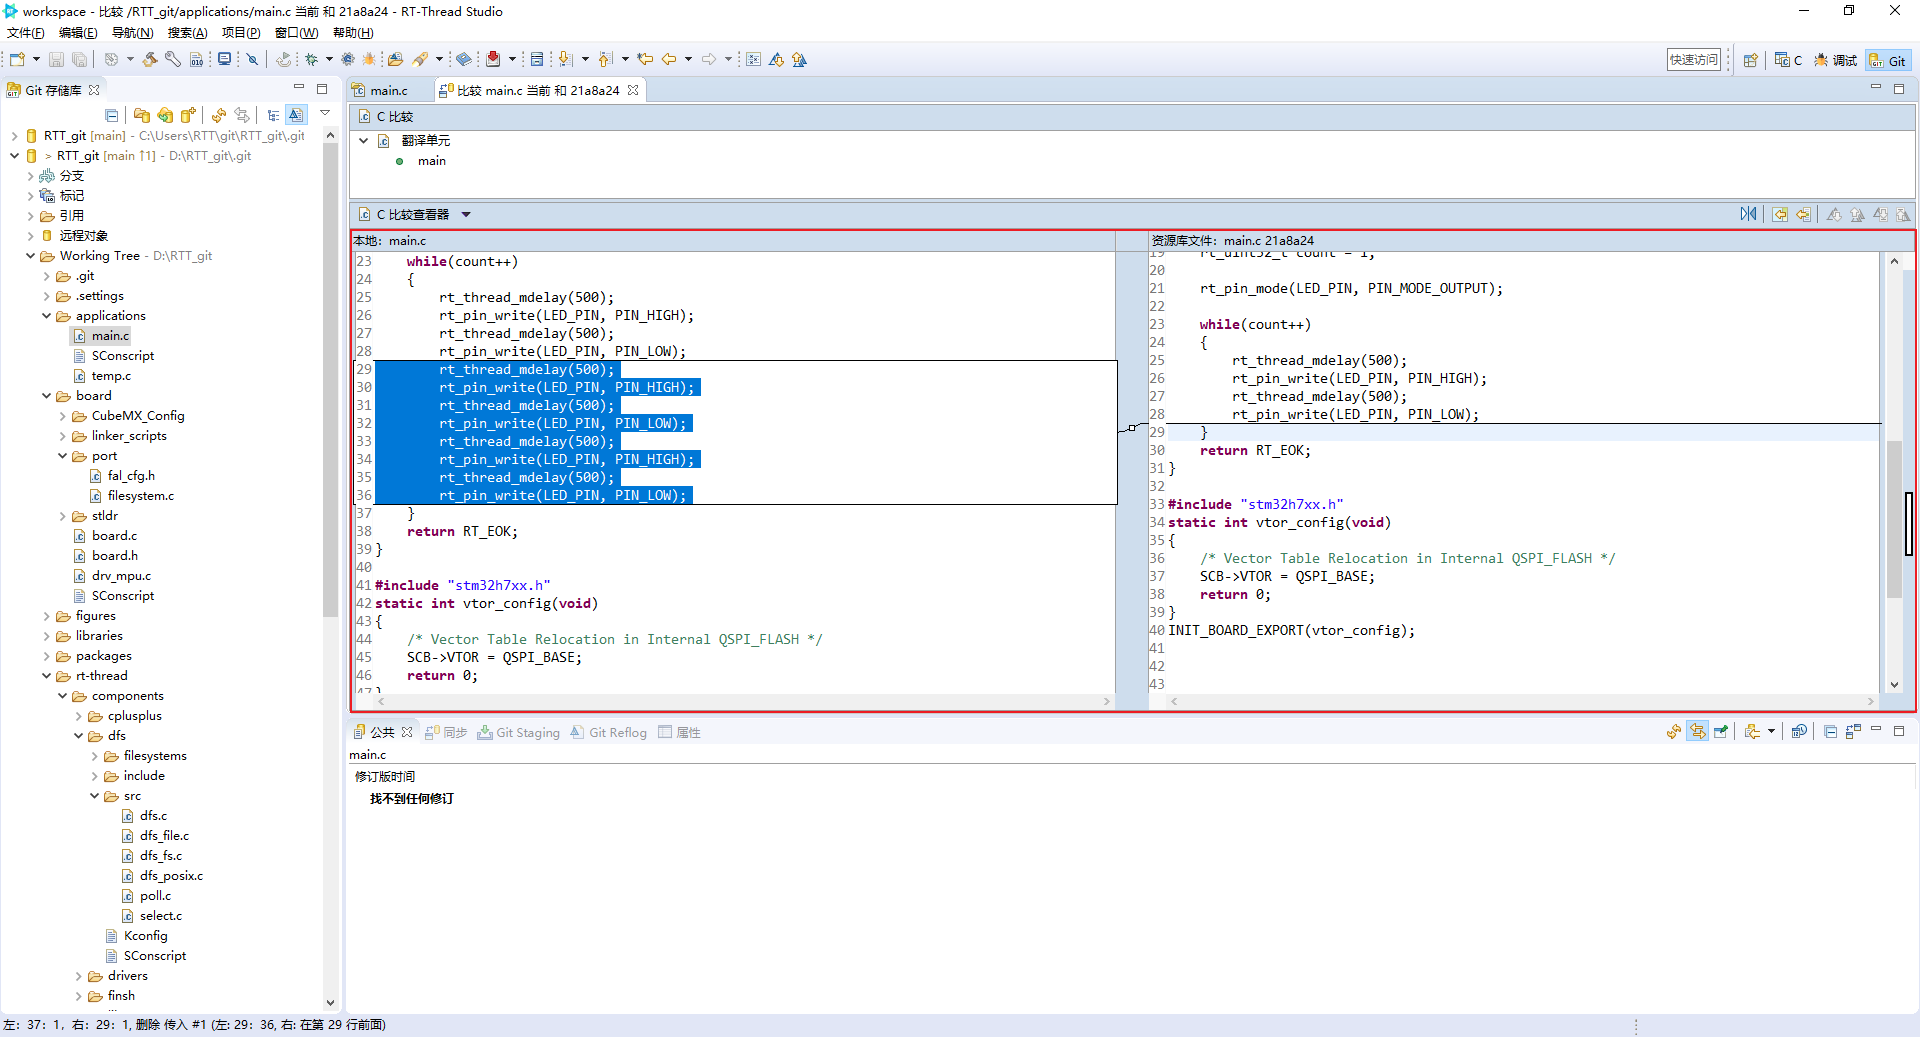 workspace - 比较 /RTT_git/applications/main.c 当前 和 21a8a24 - RT-Thread Studio
文件(F) 编辑(E) 导航(N) 搜索(A) 项目(P) 窗口(W) 帮助(H)
快速访问 C 调试 Git
Git 存储库
RTT_git [main] - C:\Users\RTT\git\RTT_git\.git
> RTT_git [main ↑1] - D:\RTT_git\.git
分支
标记
引用
远程对象
Working Tree - D:\RTT_git
.git
.settings
applications
main.c
SConscript
temp.c
board
CubeMX_Config
linker_scripts
port
fal_cfg.h
filesystem.c
stldr
board.c
board.h
drv_mpu.c
SConscript
figures
libraries
packages
rt-thread
components
cplusplus
dfs
filesystems
include
src
dfs.c
dfs_file.c
dfs_fs.c
dfs_posix.c
poll.c
select.c
Kconfig
SConscript
drivers
finsh
main.c 比较 main.c 当前 和 21a8a24
C 比较
翻译单元
main
C 比较查看器
本地: main.c
23 while(count++)
24 {
25 rt_thread_mdelay(500);
26 rt_pin_write(LED_PIN, PIN_HIGH);
27 rt_thread_mdelay(500);
28 rt_pin_write(LED_PIN, PIN_LOW);
29 rt_thread_mdelay(500);
30 rt_pin_write(LED_PIN, PIN_HIGH);
31 rt_thread_mdelay(500);
32 rt_pin_write(LED_PIN, PIN_LOW);
33 rt_thread_mdelay(500);
34 rt_pin_write(LED_PIN, PIN_HIGH);
35 rt_thread_mdelay(500);
36 rt_pin_write(LED_PIN, PIN_LOW);
37 }
38 return RT_EOK;
39 }
40
41 #include "stm32h7xx.h"
42 static int vtor_config(void)
43 {
44 /* Vector Table Relocation in Internal QSPI_FLASH */
45 SCB->VTOR = QSPI_BASE;
46 return 0;
47 }
资源库文件: main.c 21a8a24
19 rt_uint32_t count = 1;
20
21 rt_pin_mode(LED_PIN, PIN_MODE_OUTPUT);
22
23 while(count++)
24 {
25 rt_thread_mdelay(500);
26 rt_pin_write(LED_PIN, PIN_HIGH);
27 rt_thread_mdelay(500);
28 rt_pin_write(LED_PIN, PIN_LOW);
29 }
30 return RT_EOK;
31 }
32
33 #include "stm32h7xx.h"
34 static int vtor_config(void)
35 {
36 /* Vector Table Relocation in Internal QSPI_FLASH */
37 SCB->VTOR = QSPI_BASE;
38 return 0;
39 }
40 INIT_BOARD_EXPORT(vtor_config);
41
42
43
公共 同步 Git Staging Git Reflog 属性
main.c
修订版时间
找不到任何修订
左: 37: 1, 右: 29: 1, 删除 传入 #1 (左: 29: 36, 右: 在第 29 行前面)